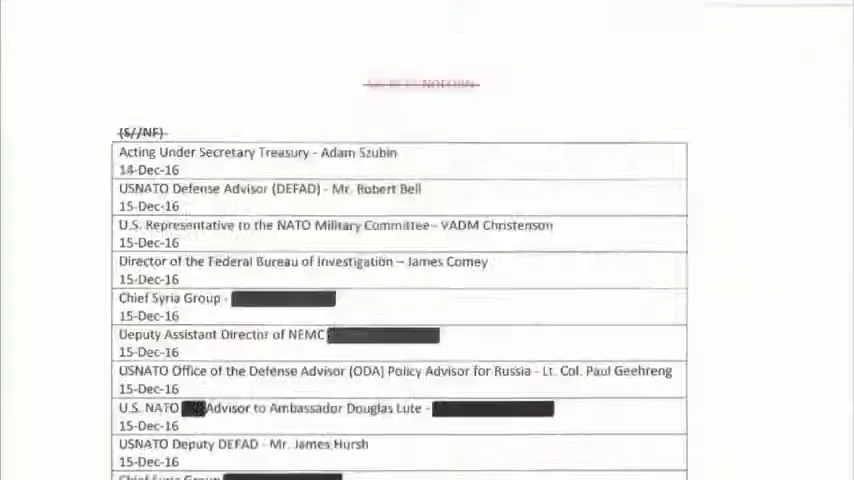 NOFORN
(S//NF)
Acting Under Secretary Treasury - Adam Szubin
14-Dec-16
USNATO Defense Advisor (DEFAD) - Mr. Robert Bell
15-Dec-16
U.S. Representative to the NATO Military Committee - VADM Christenson
15-Dec-16
Director of the Federal Bureau of Investigation – James Comey
15-Dec-16
Chief Syria Group -
15-Dec-16
Deputy Assistant Director of NEMC
15-Dec-16
USNATO Office of the Defense Advisor (ODA) Policy Advisor for Russia - Lt. Col. Paul Geehreng
15-Dec-16
U.S. NATO Advisor to Ambassador Douglas Lute -
15-Dec-16
USNATO Deputy DEFAD - Mr. James Hursh
15-Dec-16
Chief Syria Group